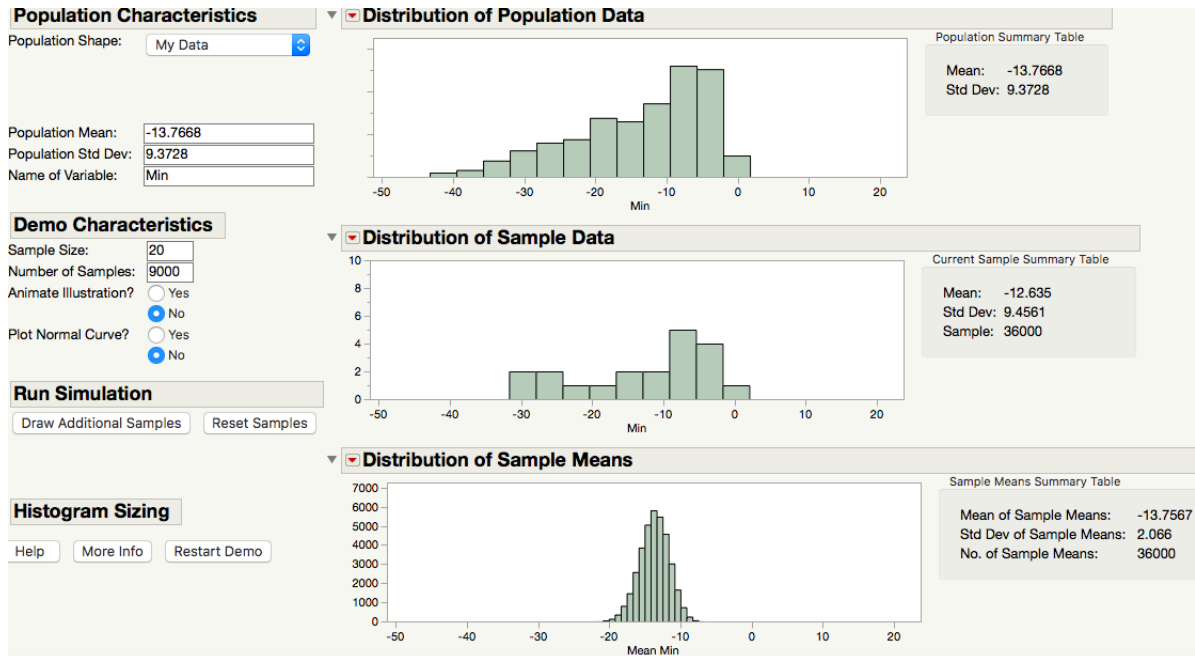 Population Characteristics
Population Shape: My Data
Population Mean: -13.7668
Population Std Dev: 9.3728
Name of Variable: Min
Demo Characteristics
Sample Size: 20
Number of Samples: 9000
Animate Illustration? Yes
No
Plot Normal Curve? Yes
No
Run Simulation
Draw Additional Samples Reset Samples
Histogram Sizing
Help More Info Restart Demo
Distribution of Population Data
-50 -40 -30 -20 -10 0 10 20
Min
Population Summary Table
Mean: -13.7668
Std Dev: 9.3728
Distribution of Sample Data
10
8
6
4
2
0
-50 -40 -30 -20 -10 0 10 20
Min
Current Sample Summary Table
Mean: -12.635
Std Dev: 9.4561
Sample: 36000
Distribution of Sample Means
7000
6000
5000
4000
3000
2000
1000
0
-50 -40 -30 -20 -10 0 10 20
Mean Min
Sample Means Summary Table
Mean of Sample Means: -13.7567
Std Dev of Sample Means: 2.066
No. of Sample Means: 36000